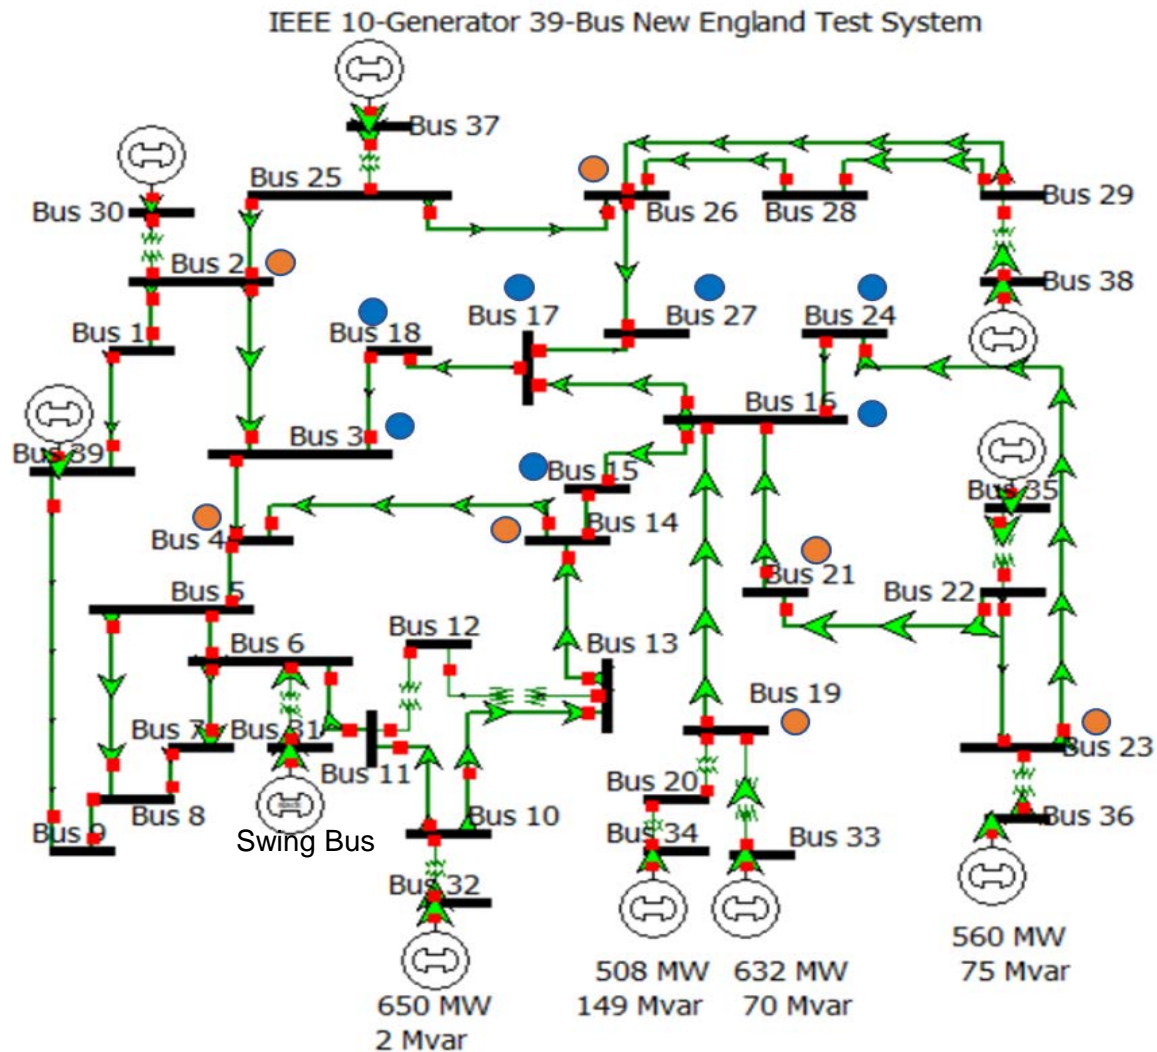 IEEE 10-Generator 39-Bus New England Test System
Bus 37
Bus 25
Bus 30
Bus 26
Bus 28
Bus 29
Bus 2
Bus 38
Bus 1
Bus 18
Bus 17
Bus 27
Bus 24
Bus 3
Bus 16
Bus 39
Bus 15
Bus 35
Bus 4
Bus 14
Bus 5
Bus 21
Bus 22
Bus 6
Bus 12
Bus 13
Bus 19
Bus 7
Bus 31
Bus 11
Bus 23
Bus 20
Bus 8
Bus 10
Bus 36
Bus 9
Swing Bus
Bus 34
Bus 33
Bus 32
560 MW
75 Mvar
508 MW
149 Mvar
632 MW
70 Mvar
650 MW
2 Mvar